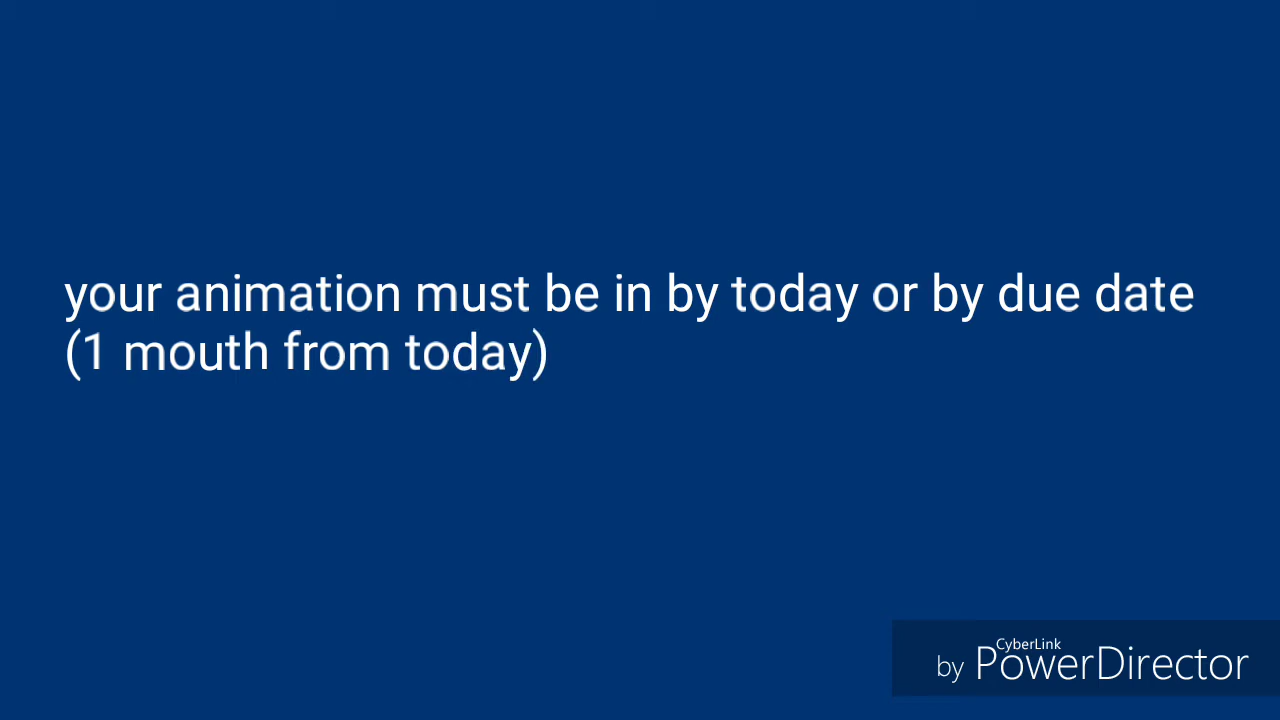 your animation must be in by today or by due date
(1 mouth from today)
by CyberLink PowerDirector